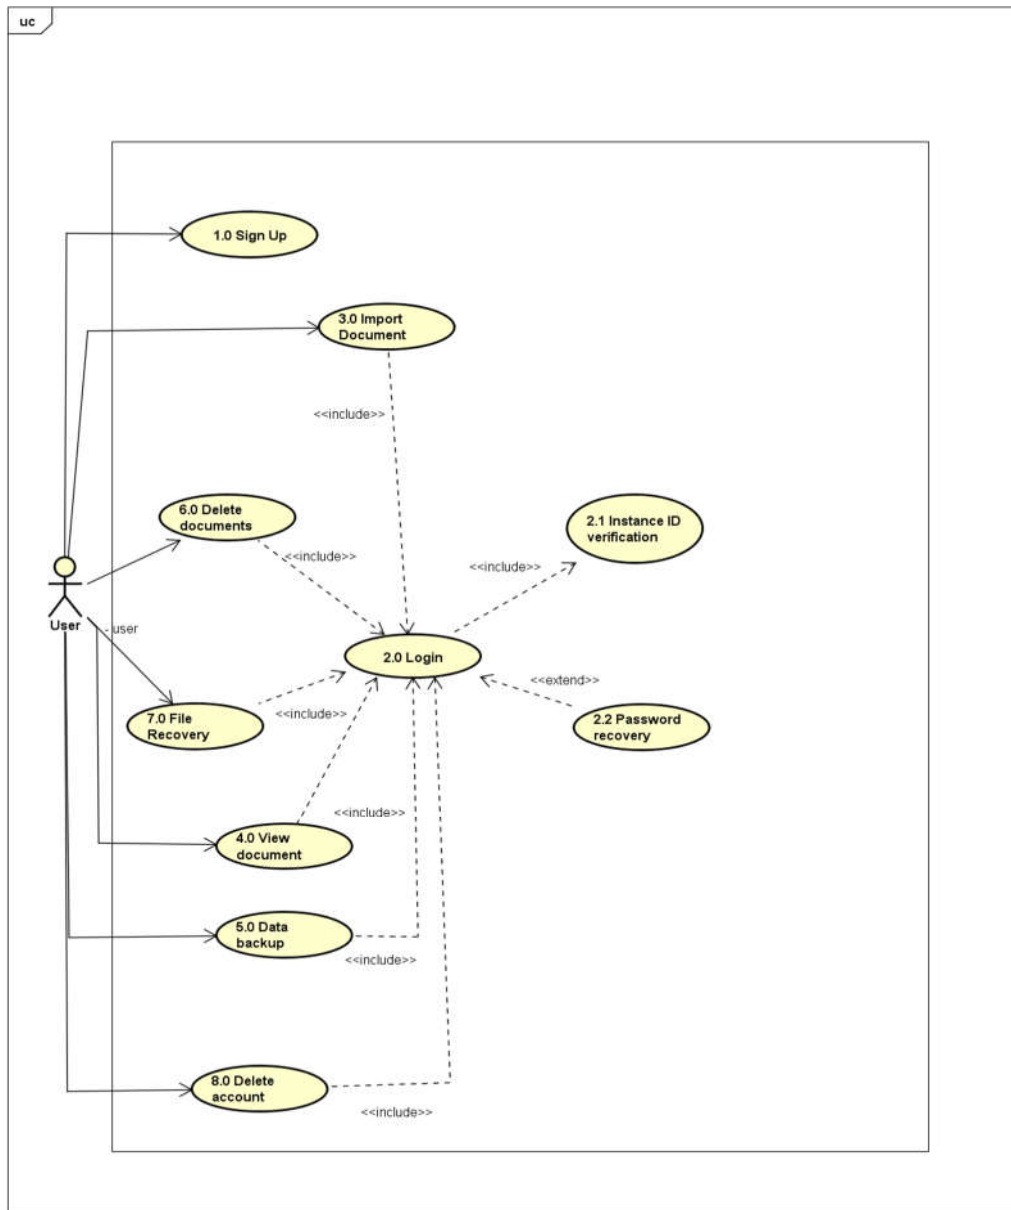 uc
1.0 Sign Up
3.0 Import
Document
<<include>>
6.0 Delete
documents
<<include>>
2.1 Instance ID
verification
<<include>>
User
- user
2.0 Login
<<extend>>
7.0 File
Recovery
<<include>>
2.2 Password
recovery
<<include>>
4.0 View
document
5.0 Data
backup
<<include>>
8.0 Delete
account
<<include>>